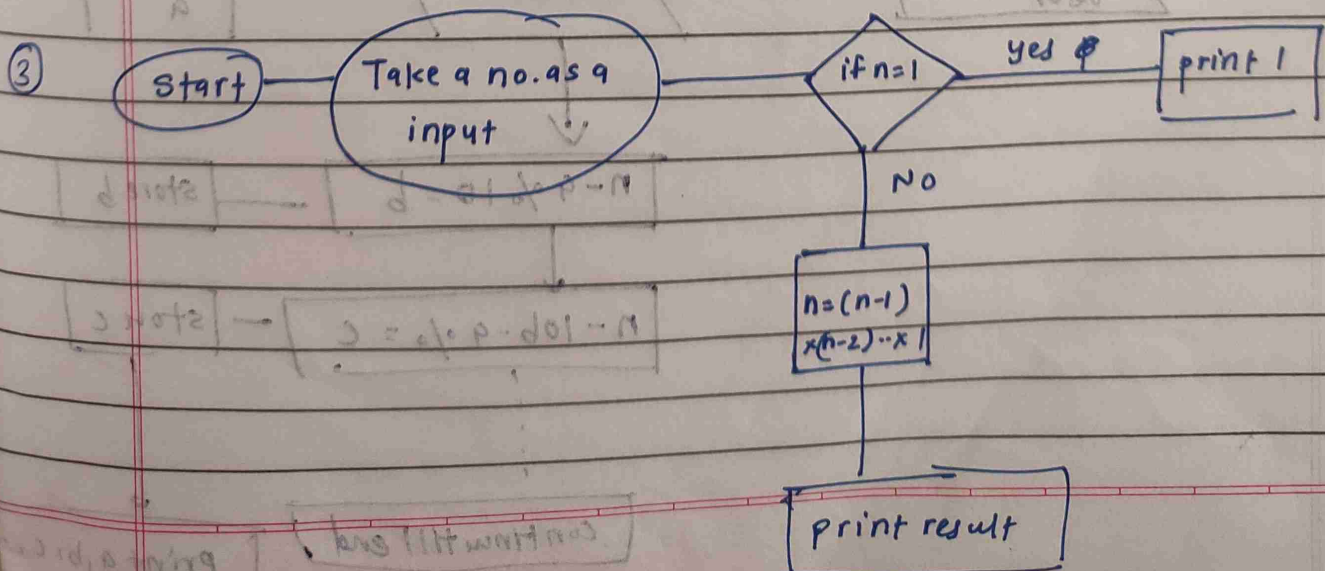 ③
Start
Take a no. as a
input
if n=1
yes
print 1
NO
n=(n-1)
x(n-2)..x 1
print result